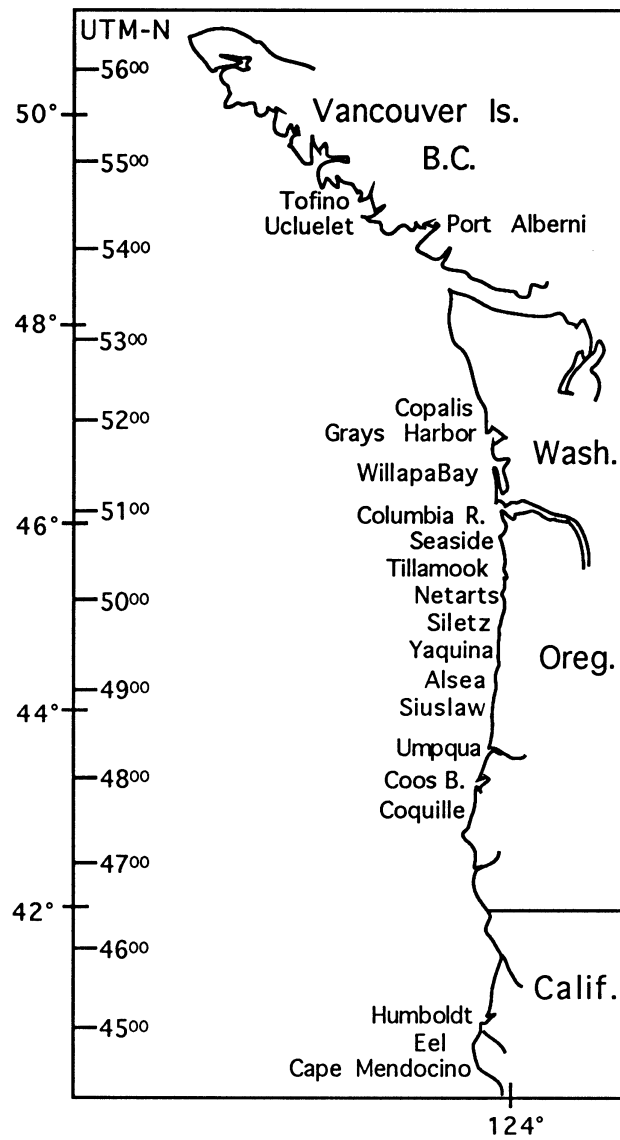 UTM-N
5600
50°
Vancouver Is.
B.C.
5500
Tofino
Ucluelet
Port Alberni
5400
48°
5300
Copalis
5200
Grays Harbor
Wash.
WillapaBay
5100
Columbia R.
46°
Seaside
Tillamook
Netarts
5000
Siletz
Yaquina
Oreg.
Alsea
4900
Siuslaw
44°
Umpqua
4800
Coos B.
Coquille
4700
42°
4600
Calif.
Humboldt
4500
Eel
Cape Mendocino
124°